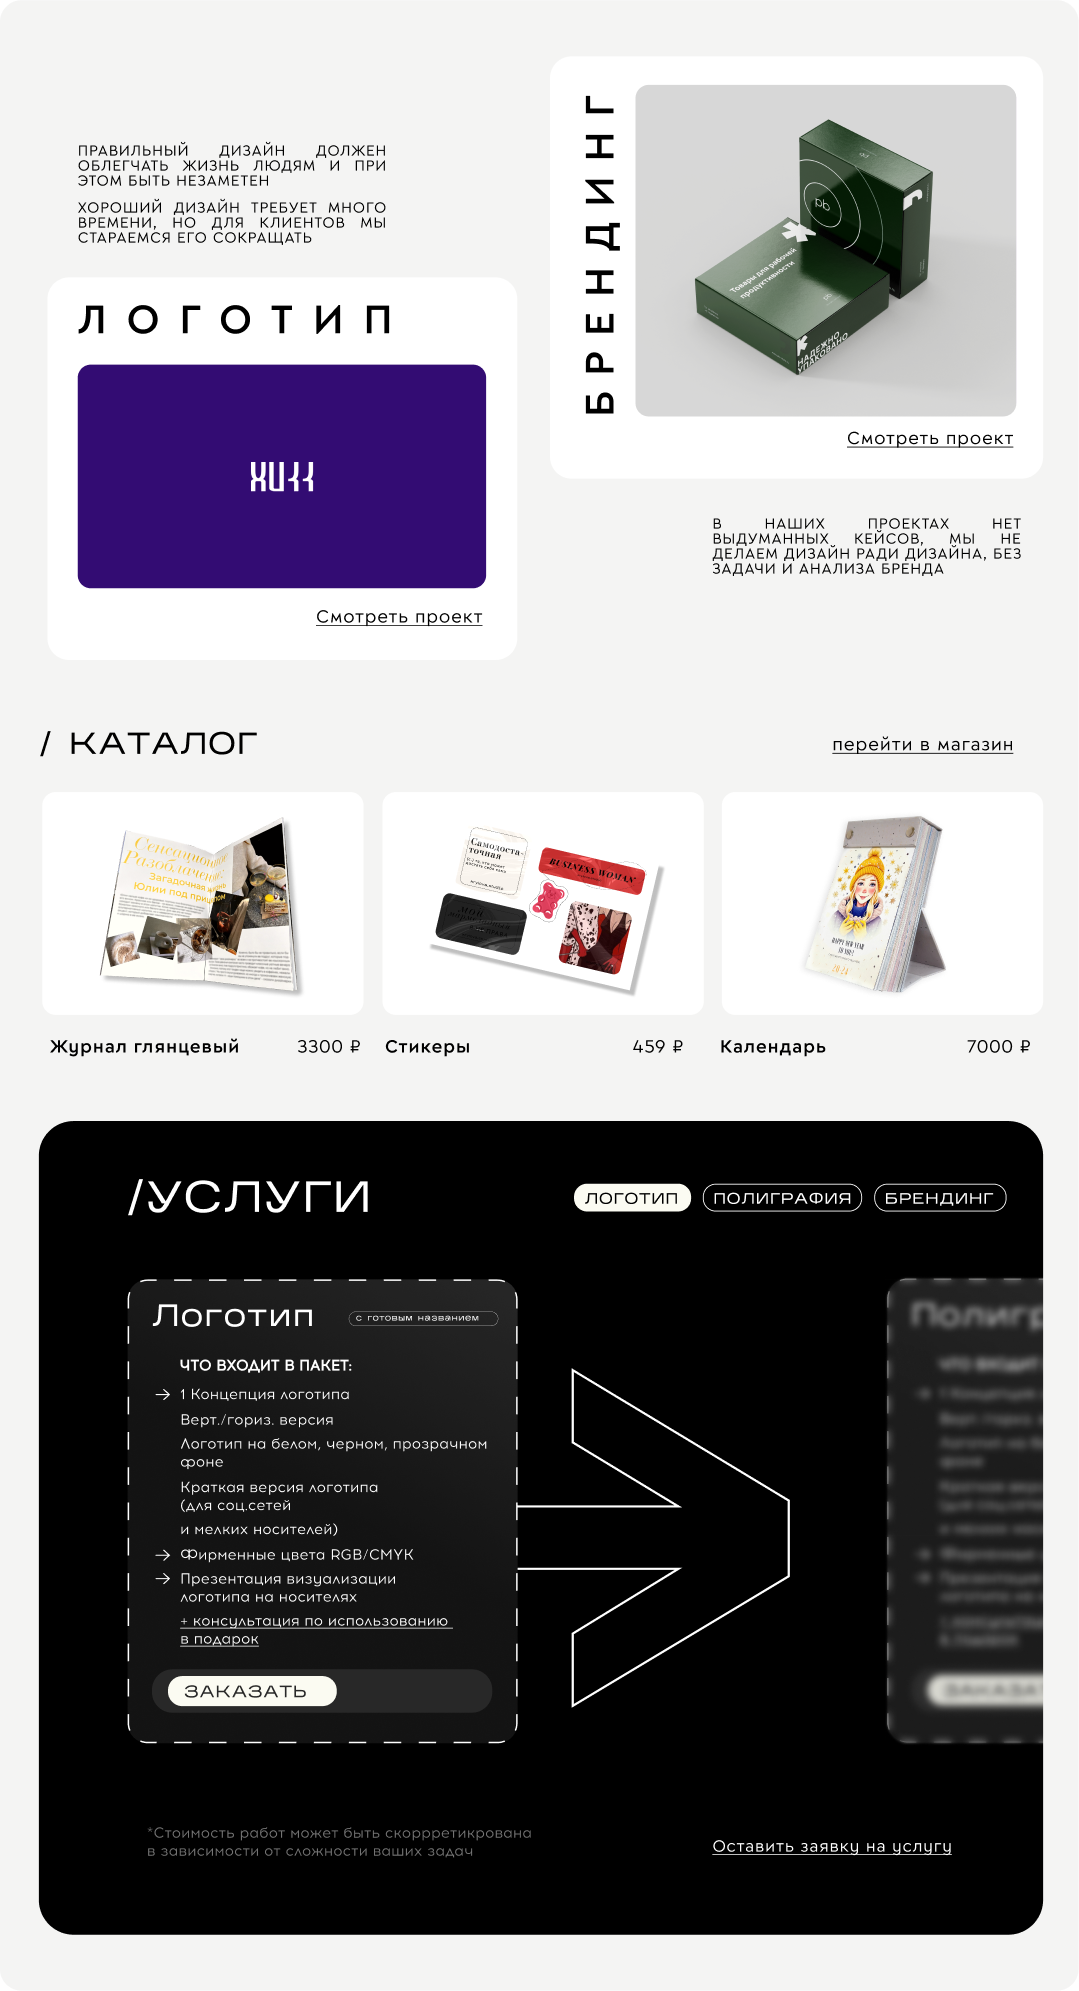 ПРАВИЛЬНЫЙ ДИЗАЙН ДОЛЖЕН
ОБЛЕГЧАТЬ ЖИЗНЬ ЛЮДЯМ И ПРИ
ЭТОМ БЫТЬ НЕЗАМЕТЕН
ХОРОШИЙ ДИЗАЙН ТРЕБУЕТ МНОГО
ВРЕМЕНИ, НО ДЛЯ КЛИЕНТОВ МЫ
СТАРАЕМСЯ ЕГО СОКРАЩАТЬ
БРЕНДИНГ
pb
Товары для рабочей
продуктивности
pb
НАДЕЖНО
УПАКОВАНО
Смотреть проект
ЛОГОТИП
Смотреть проект
В НАШИХ ПРОЕКТАХ НЕТ
ВЫДУМАННЫХ КЕЙСОВ, МЫ НЕ
ДЕЛАЕМ ДИЗАЙН РАДИ ДИЗАЙНА, БЕЗ
ЗАДАЧИ И АНАЛИЗА БРЕНДА
/ КАТАЛОГ
перейти в магазин
Загадочная
Юлии под
Самодоста-
точная
BUSINESS WOMAN
HAPPY NEW YEAR
2024
Журнал глянцевый 3300 ₽
Стикеры 459 ₽
Календарь 7000 ₽
/УСЛУГИ
ЛОГОТИП ПОЛИГРАФИЯ БРЕНДИНГ
Логотип с готовым названием
ЧТО ВХОДИТ В ПАКЕТ:
→ 1 Концепция логотипа
Верт./гориз. версия
Логотип на белом, черном, прозрачном
фоне
Краткая версия логотипа
(для соц.сетей
и мелких носителей)
→ Фирменные цвета RGB/CMYK
→ Презентация визуализации
логотипа на носителях
+ консультация по использованию
в подарок
ЗАКАЗАТЬ
Полигр
*Стоимость работ может быть скоррретикрована
в зависимости от сложности ваших задач
Оставить заявку на услугу